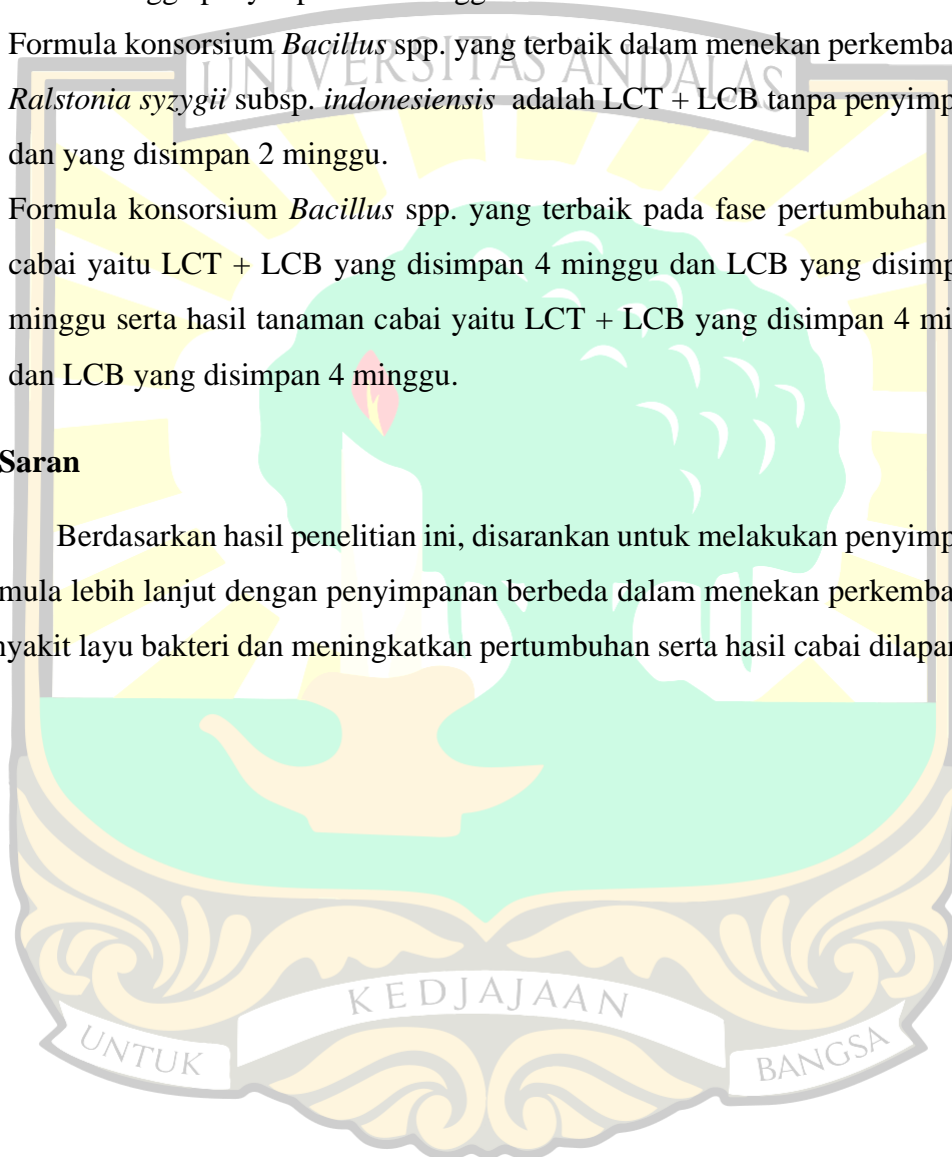 Formula konsorsium Bacillus spp. yang terbaik dalam menekan perkemba
UNIVERSITAS ANDALAS
Ralstonia syzygii subsp. indonesiensis adalah LCT + LCB tanpa penyimp
dan yang disimpan 2 minggu.
Formula konsorsium Bacillus spp. yang terbaik pada fase pertumbuhan
cabai yaitu LCT + LCB yang disimpan 4 minggu dan LCB yang disimp
minggu serta hasil tanaman cabai yaitu LCT + LCB yang disimpan 4 mi
dan LCB yang disimpan 4 minggu.
Saran
Berdasarkan hasil penelitian ini, disarankan untuk melakukan penyimp
mula lebih lanjut dengan penyimpanan berbeda dalam menekan perkemba
nyakit layu bakteri dan meningkatkan pertumbuhan serta hasil cabai dilapan
KEDJAJAAN
UNTUK
BANGSA